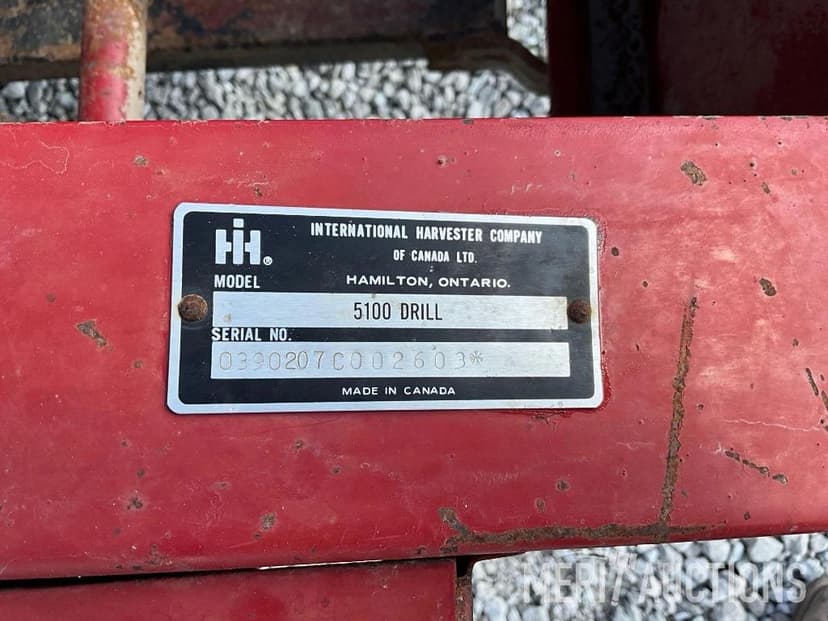 IH®
INTERNATIONAL HARVESTER COMPANY
OF CANADA LTD.
MODEL
HAMILTON, ONTARIO.
5100 DRILL
SERIAL NO.
0390207C002603*
MADE IN CANADA
MERIT AUCTIONS